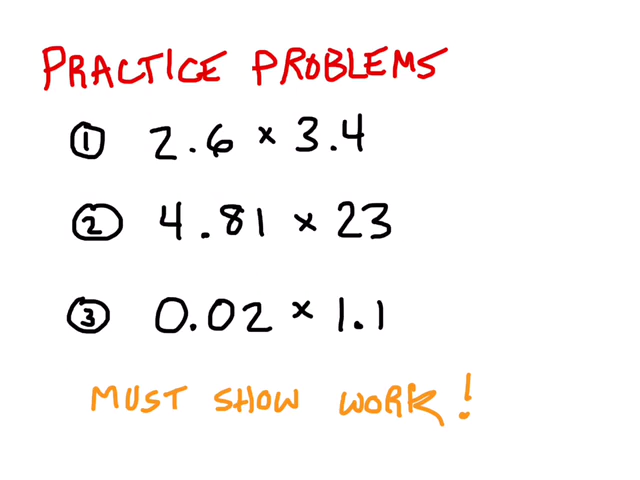 PRACTICE PROBLEMS
① 2.6 × 3.4
② 4.81 × 23
③ 0.02 × 1.1
MUST SHOW WORK!